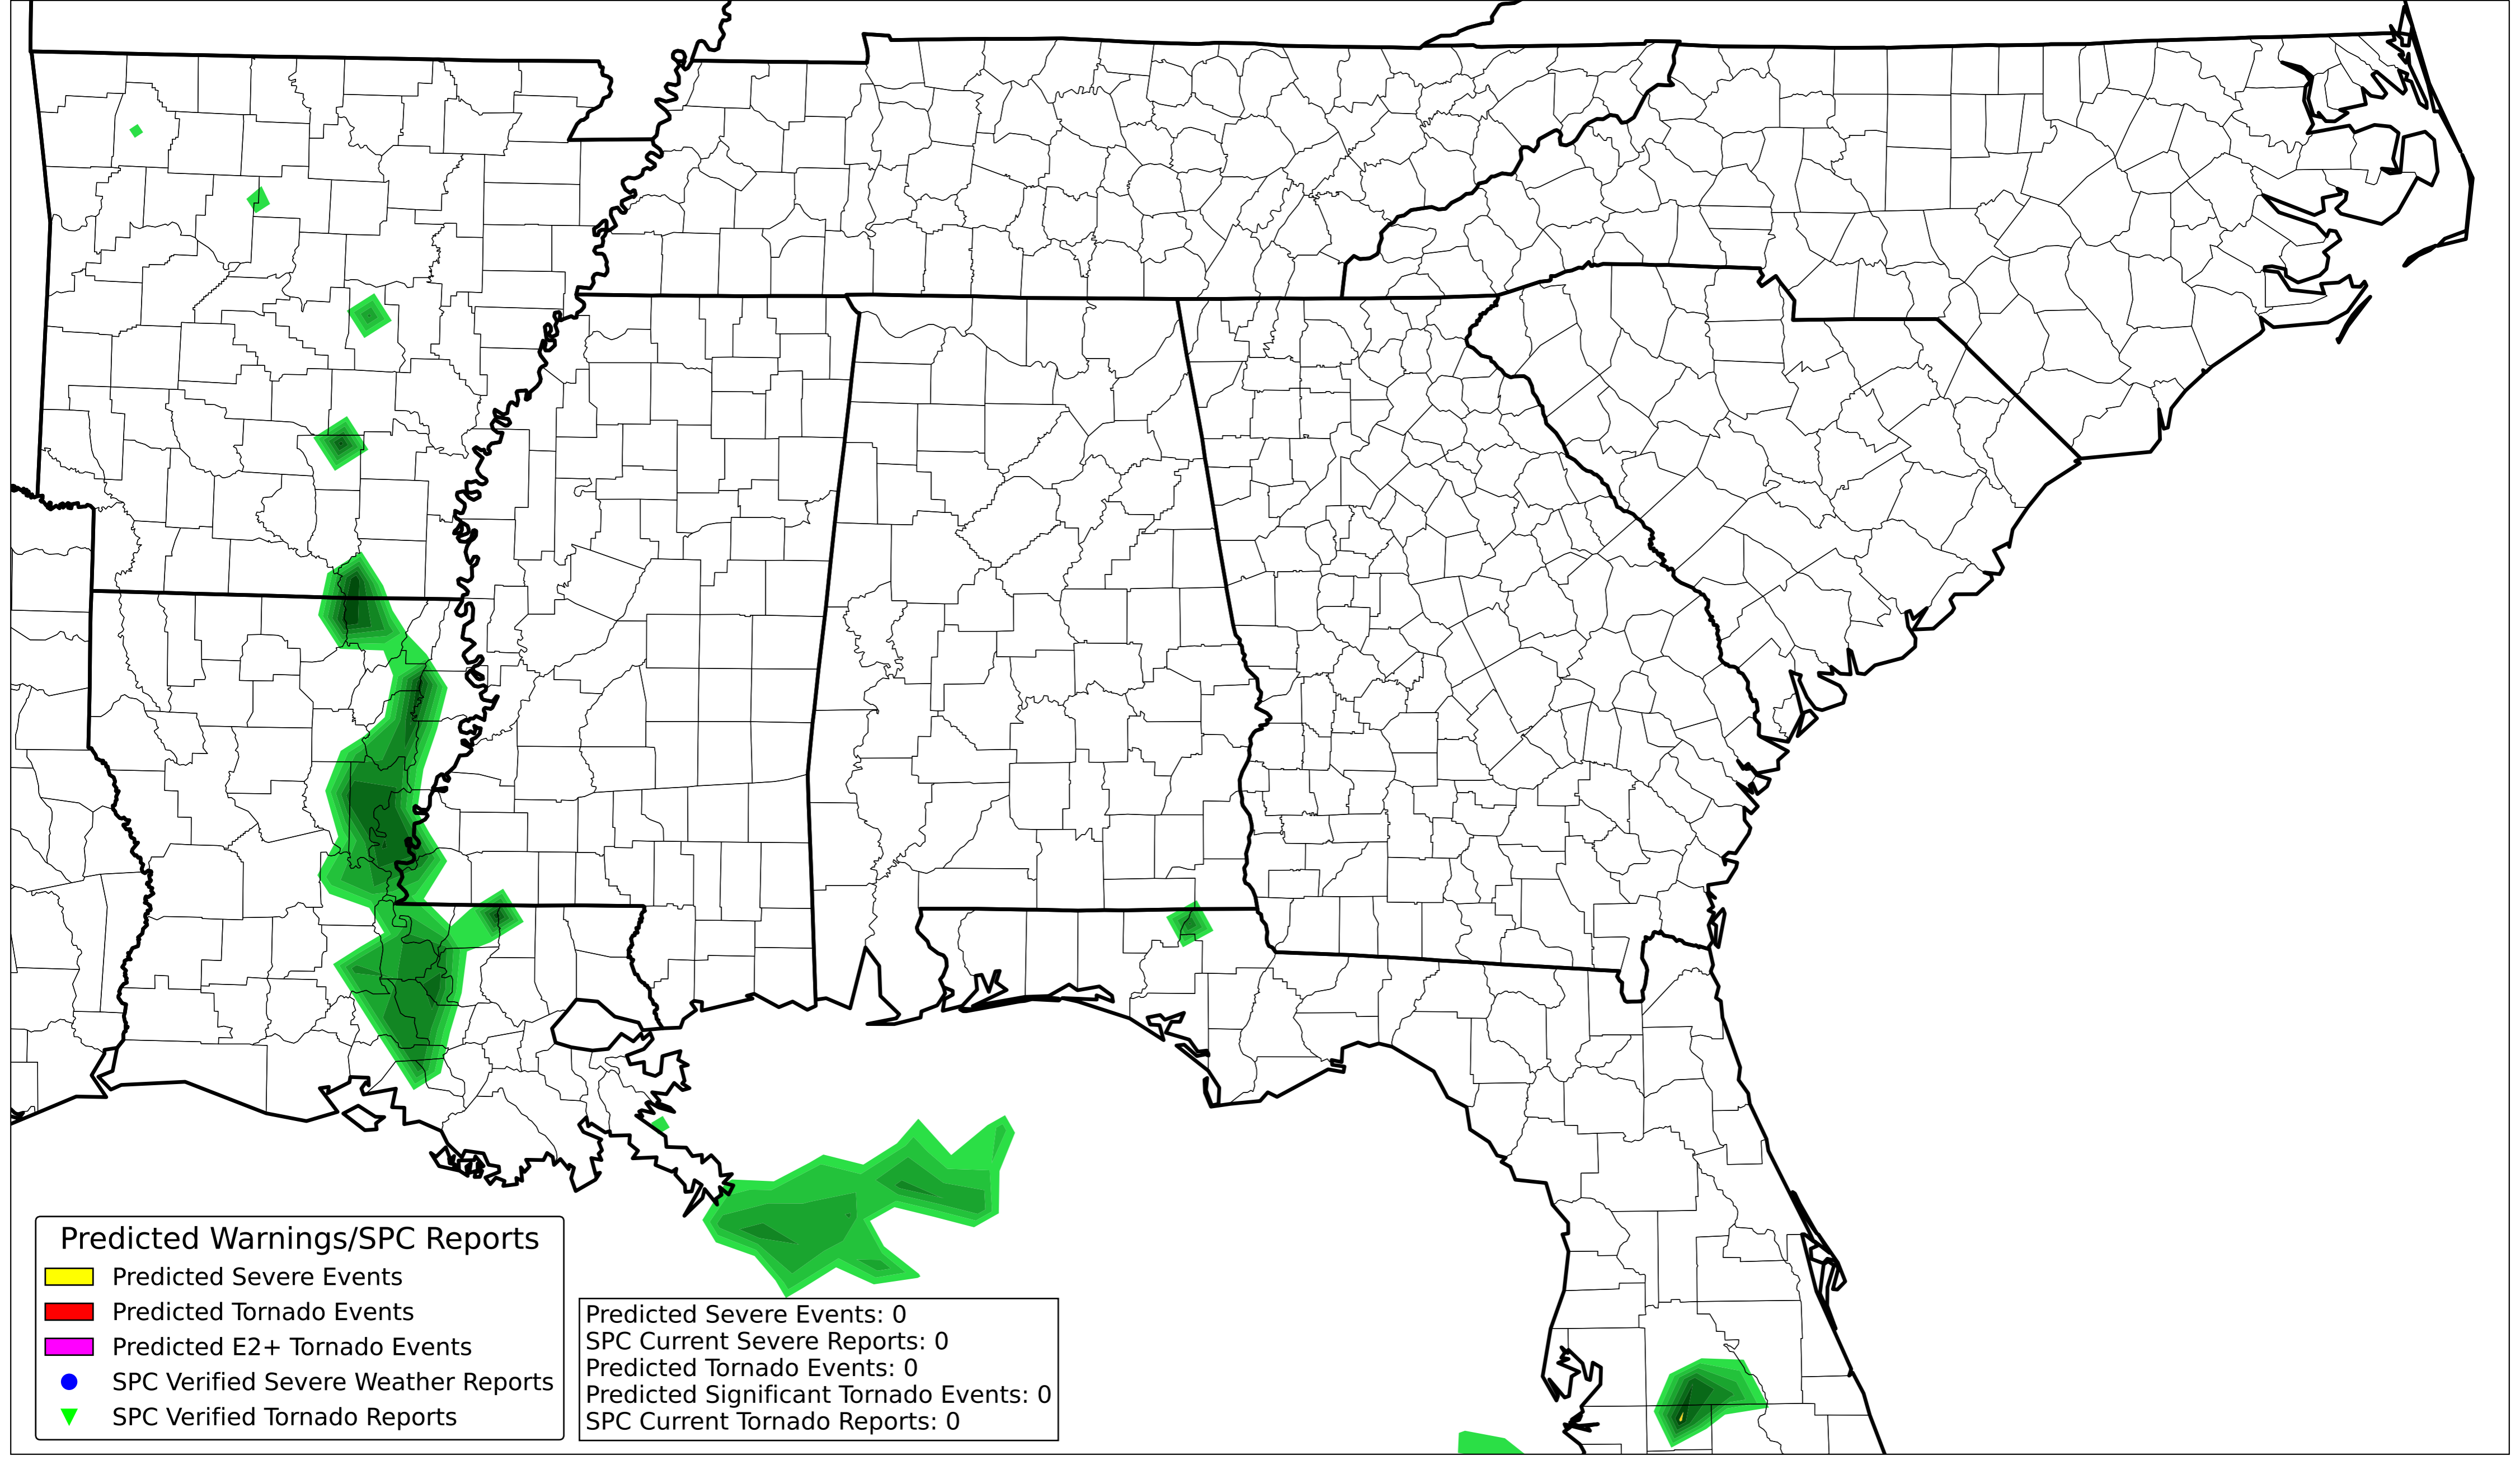 Predicted Warnings/SPC Reports
Predicted Severe Events
Predicted Tornado Events
Predicted E2+ Tornado Events
SPC Verified Severe Weather Reports
SPC Verified Tornado Reports
Predicted Severe Events: 0
SPC Current Severe Reports: 0
Predicted Tornado Events: 0
Predicted Significant Tornado Events: 0
SPC Current Tornado Reports: 0